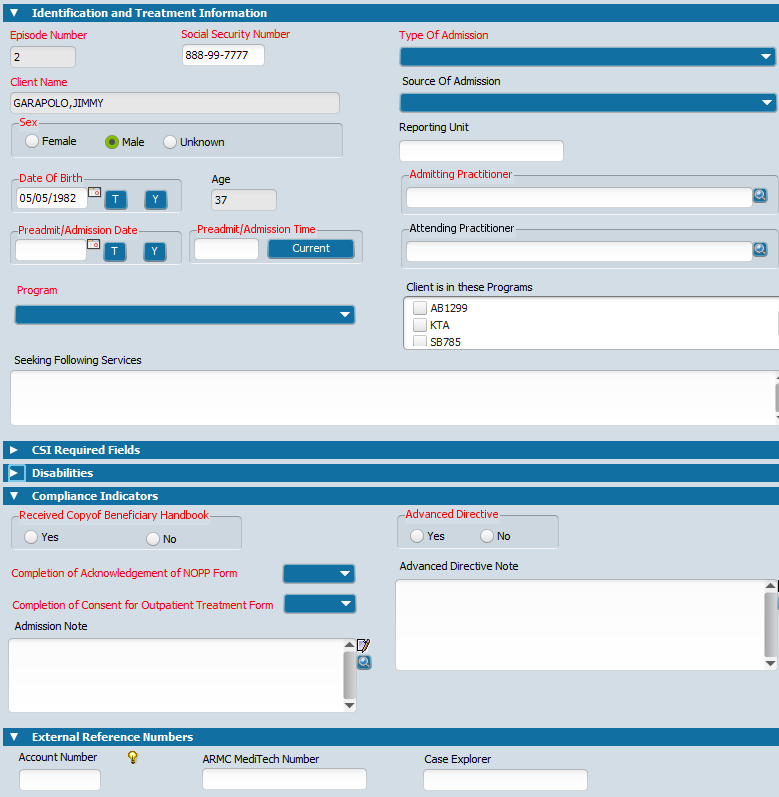 Identification and Treatment Information
Episode Number
Social Security Number
Type Of Admission
2
888-99-7777
Client Name
Source Of Admission
GARAPOLO,JIMMY
Sex
Female
Male
Unknown
Reporting Unit
Date Of Birth
Age
Admitting Practitioner
05/05/1982
T
Y
37
Preadmit/Admission Date
Preadmit/Admission Time
Attending Practitioner
T
Y
Current
Program
Client is in these Programs
AB1299
KTA
SB785
Seeking Following Services
CSI Required Fields
Disabilities
Compliance Indicators
Received Copyof Beneficiary Handbook
Advanced Directive
Yes
No
Yes
No
Completion of Acknowledgement of NOPP Form
Advanced Directive Note
Completion of Consent for Outpatient Treatment Form
Admission Note
External Reference Numbers
Account Number
ARMC MediTech Number
Case Explorer